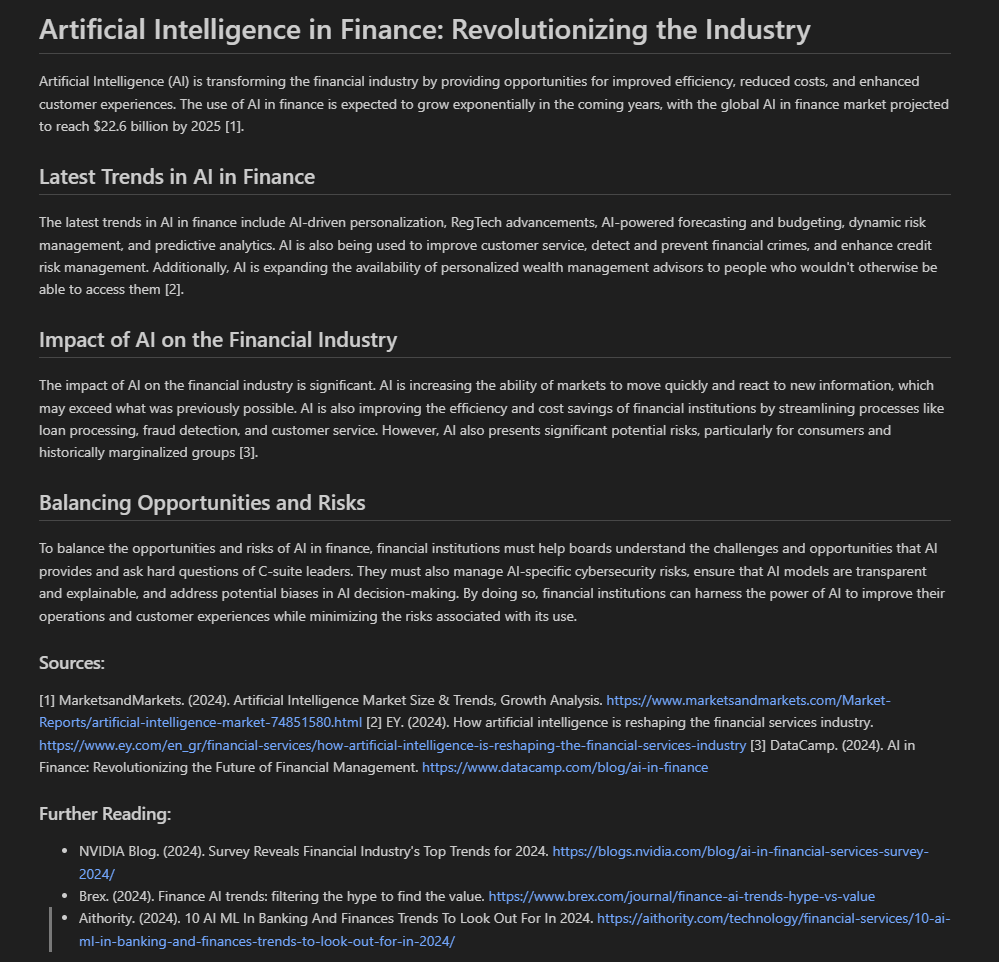 Artificial Intelligence in Finance: Revolutionizing the Industry
Artificial Intelligence (AI) is transforming the financial industry by providing opportunities for improved efficiency, reduced costs, and enhanced
customer experiences. The use of AI in finance is expected to grow exponentially in the coming years, with the global AI in finance market projected
to reach $22.6 billion by 2025 [1].
Latest Trends in AI in Finance
The latest trends in AI in finance include AI-driven personalization, RegTech advancements, AI-powered forecasting and budgeting, dynamic risk
management, and predictive analytics. AI is also being used to improve customer service, detect and prevent financial crimes, and enhance credit
risk management. Additionally, AI is expanding the availability of personalized wealth management advisors to people who wouldn't otherwise be
able to access them [2].
Impact of AI on the Financial Industry
The impact of AI on the financial industry is significant. AI is increasing the ability of markets to move quickly and react to new information, which
may exceed what was previously possible. AI is also improving the efficiency and cost savings of financial institutions by streamlining processes like
loan processing, fraud detection, and customer service. However, AI also presents significant potential risks, particularly for consumers and
historically marginalized groups [3].
Balancing Opportunities and Risks
To balance the opportunities and risks of AI in finance, financial institutions must help boards understand the challenges and opportunities that AI
provides and ask hard questions of C-suite leaders. They must also manage AI-specific cybersecurity risks, ensure that AI models are transparent
and explainable, and address potential biases in AI decision-making. By doing so, financial institutions can harness the power of AI to improve their
operations and customer experiences while minimizing the risks associated with its use.
Sources:
[1] MarketsandMarkets. (2024). Artificial Intelligence Market Size & Trends, Growth Analysis. https://www.marketsandmarkets.com/Market-
Reports/artificial-intelligence-market-74851580.html [2] EY. (2024). How artificial intelligence is reshaping the financial services industry.
https://www.ey.com/en_gr/financial-services/how-artificial-intelligence-is-reshaping-the-financial-services-industry [3] DataCamp. (2024). AI in
Finance: Revolutionizing the Future of Financial Management. https://www.datacamp.com/blog/ai-in-finance
Further Reading:
• NVIDIA Blog. (2024). Survey Reveals Financial Industry's Top Trends for 2024. https://blogs.nvidia.com/blog/ai-in-financial-services-survey-
2024/
• Brex. (2024). Finance AI trends: filtering the hype to find the value. https://www.brex.com/journal/finance-ai-trends-hype-vs-value
• Aithority. (2024). 10 AI ML In Banking And Finances Trends To Look Out For In 2024. https://aithority.com/technology/financial-services/10-ai-
ml-in-banking-and-finances-trends-to-look-out-for-in-2024/